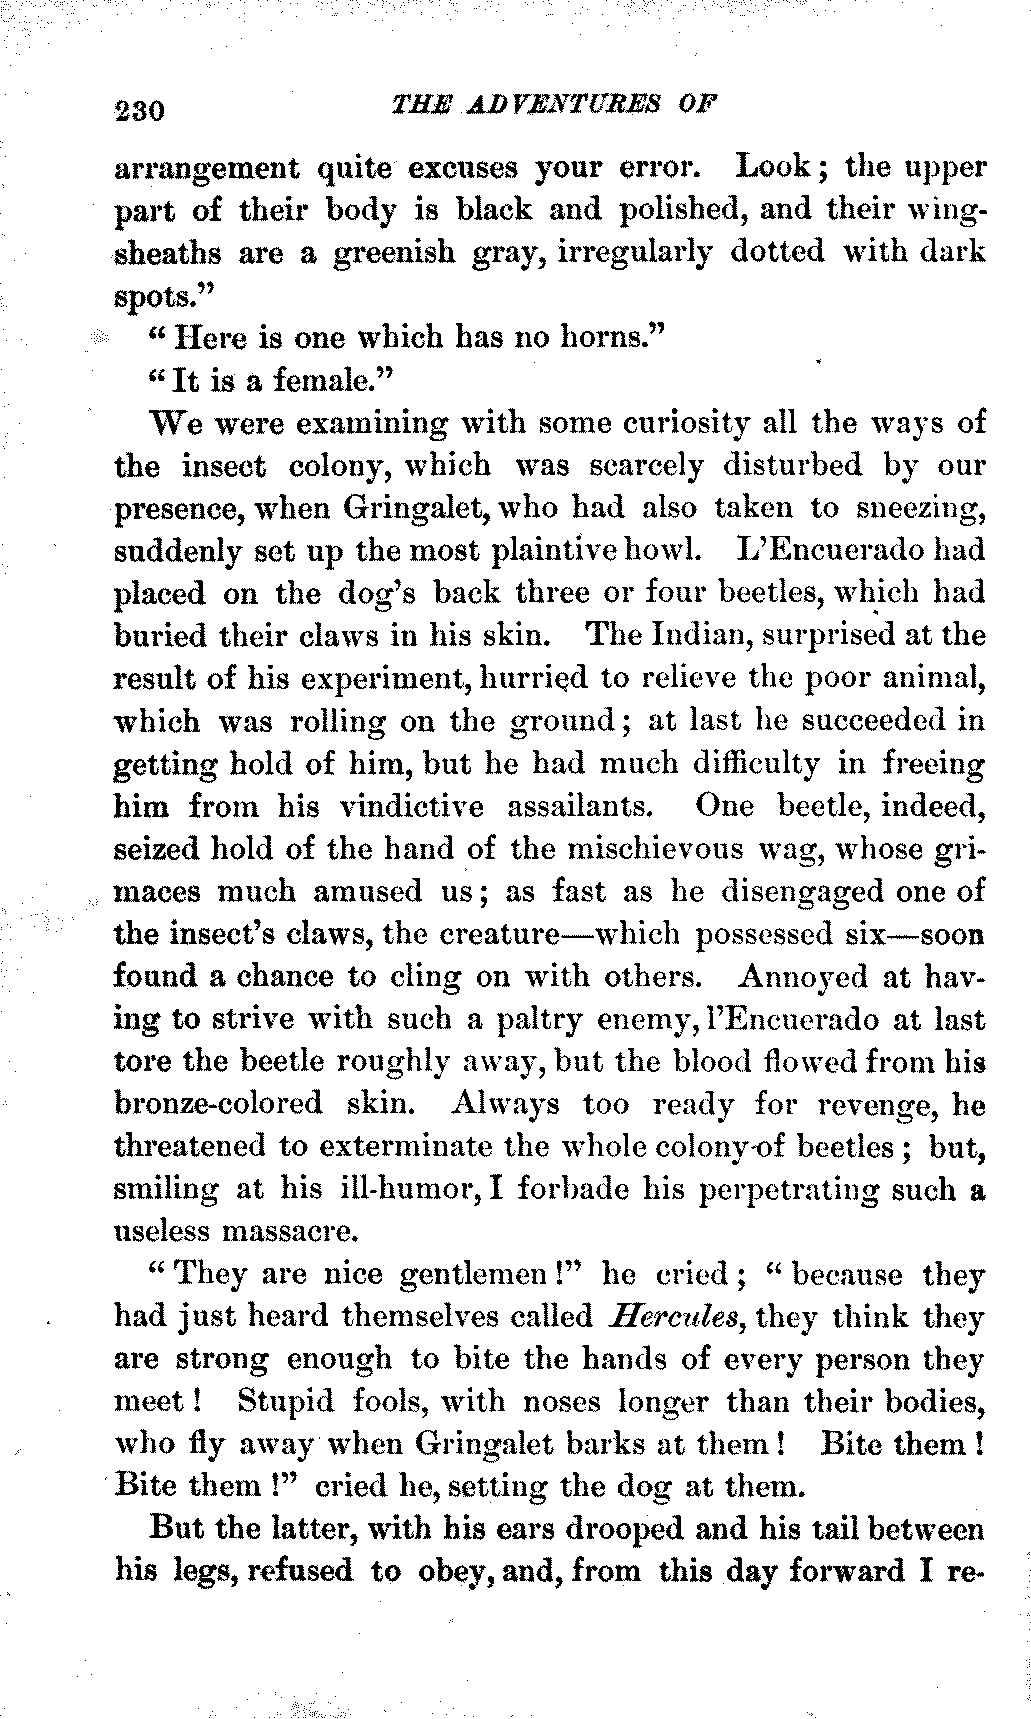 230 THE ADVENTURES OF
arrangement quite excuses your error. Look; the upper
part of their body is black and polished, and their wing-
sheaths are a greenish gray, irregularly dotted with dark
spots."
"Here is one which has no horns."
"It is a female."
We were examining with some curiosity all the ways of
the insect colony, which was scarcely disturbed by our
presence, when Gringalet, who had also taken to sneezing,
suddenly set up the most plaintive howl. L'Encuerado had
placed on the dog's back three or four beetles, which had
buried their claws in his skin. The Indian, surprised at the
result of his experiment, hurried to relieve the poor animal,
which was rolling on the ground; at last he succeeded in
getting hold of him, but he had much difficulty in freeing
him from his vindictive assailants. One beetle, indeed,
seized hold of the hand of the mischievous wag, whose gri-
maces much amused us; as fast as he disengaged one of
the insect's claws, the creature—which possessed six—soon
found a chance to cling on with others. Annoyed at hav-
ing to strive with such a paltry enemy, l'Encuerado at last
tore the beetle roughly away, but the blood flowed from his
bronze-colored skin. Always too ready for revenge, he
threatened to exterminate the whole colony of beetles; but,
smiling at his ill-humor, I forbade his perpetrating such a
useless massacre.
"They are nice gentlemen!" he cried; "because they
had just heard themselves called Hercules, they think they
are strong enough to bite the hands of every person they
meet! Stupid fools, with noses longer than their bodies,
who fly away when Gringalet barks at them! Bite them!
Bite them!" cried he, setting the dog at them.
But the latter, with his ears drooped and his tail between
his legs, refused to obey, and, from this day forward I re-